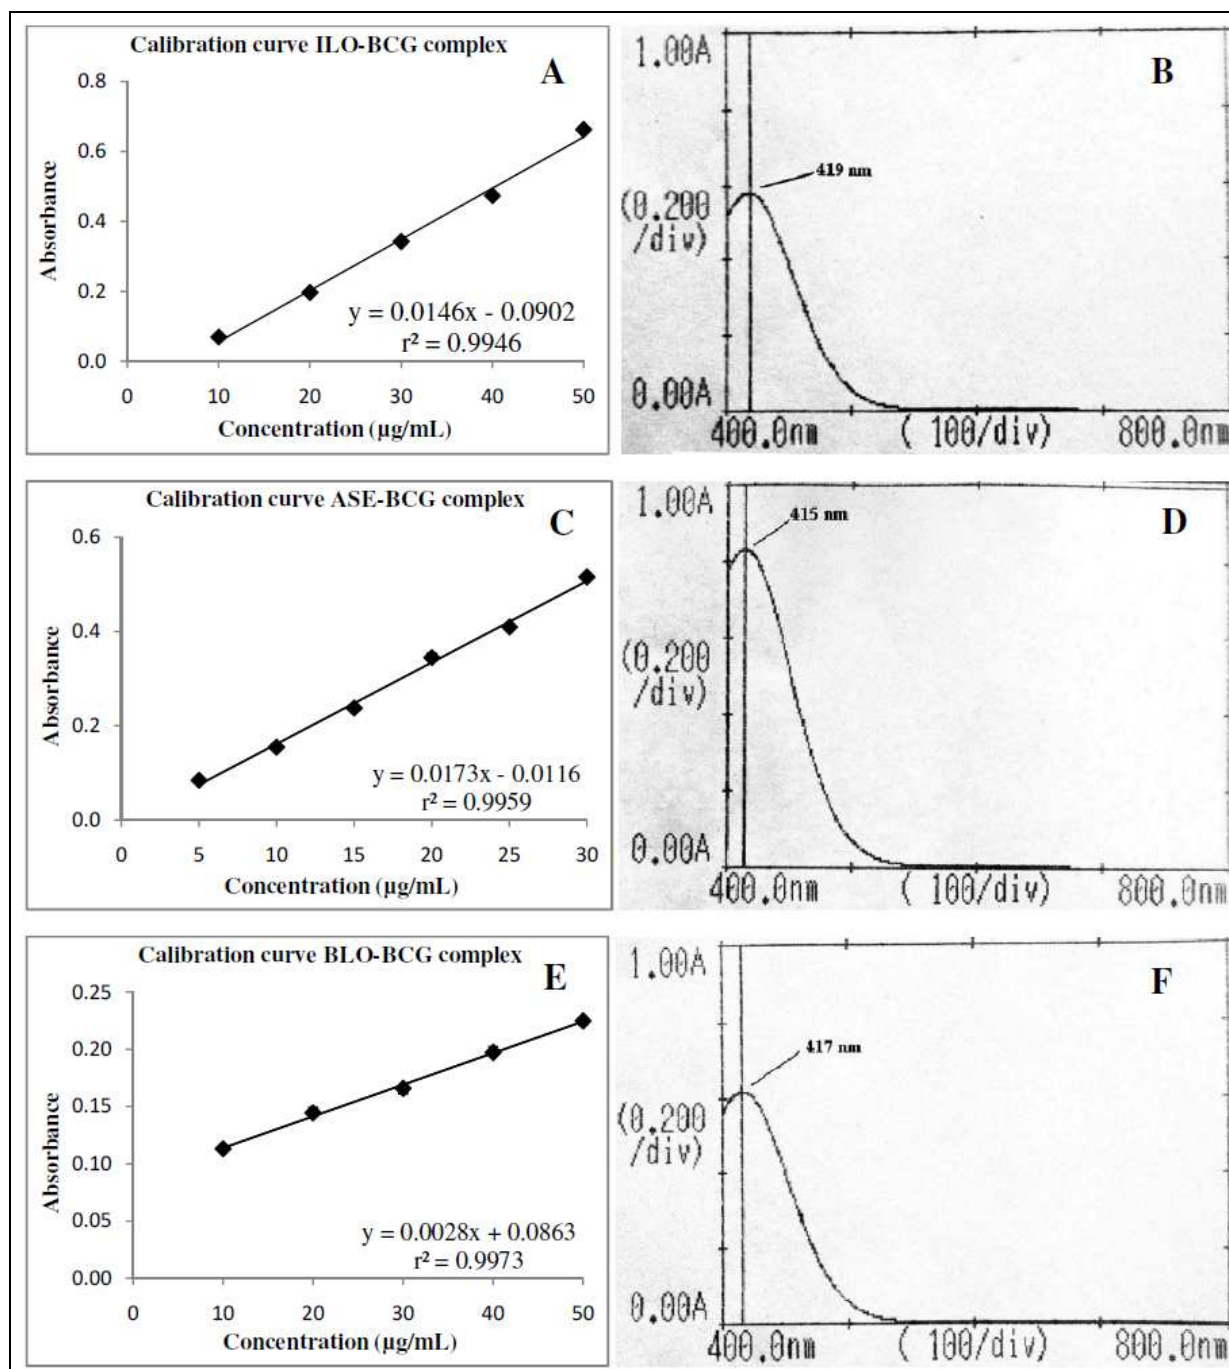 Calibration curve ILO-BCG complex
A
0.8
0.6
0.4
0.2
0.0
Absorbance
y = 0.0146x - 0.0902
r² = 0.9946
0
10
20
30
40
50
Concentration (µg/mL)
1.00A
B
419 nm
(0.200
/div)
0.00A
400.0nm
( 100/div)
800.0nm
Calibration curve ASE-BCG complex
C
0.6
0.4
0.2
0.0
Absorbance
y = 0.0173x - 0.0116
r² = 0.9959
0
5
10
15
20
25
30
Concentration (µg/mL)
1.00A
D
415 nm
(0.200
/div)
0.00A
400.0nm
( 100/div)
800.0nm
Calibration curve BLO-BCG complex
E
0.25
0.20
0.15
0.10
0.05
0.00
Absorbance
y = 0.0028x + 0.0863
r² = 0.9973
0
10
20
30
40
50
Concentration (µg/mL)
1.00A
F
417 nm
(0.200
/div)
0.00A
400.0nm
( 100/div)
800.0nm